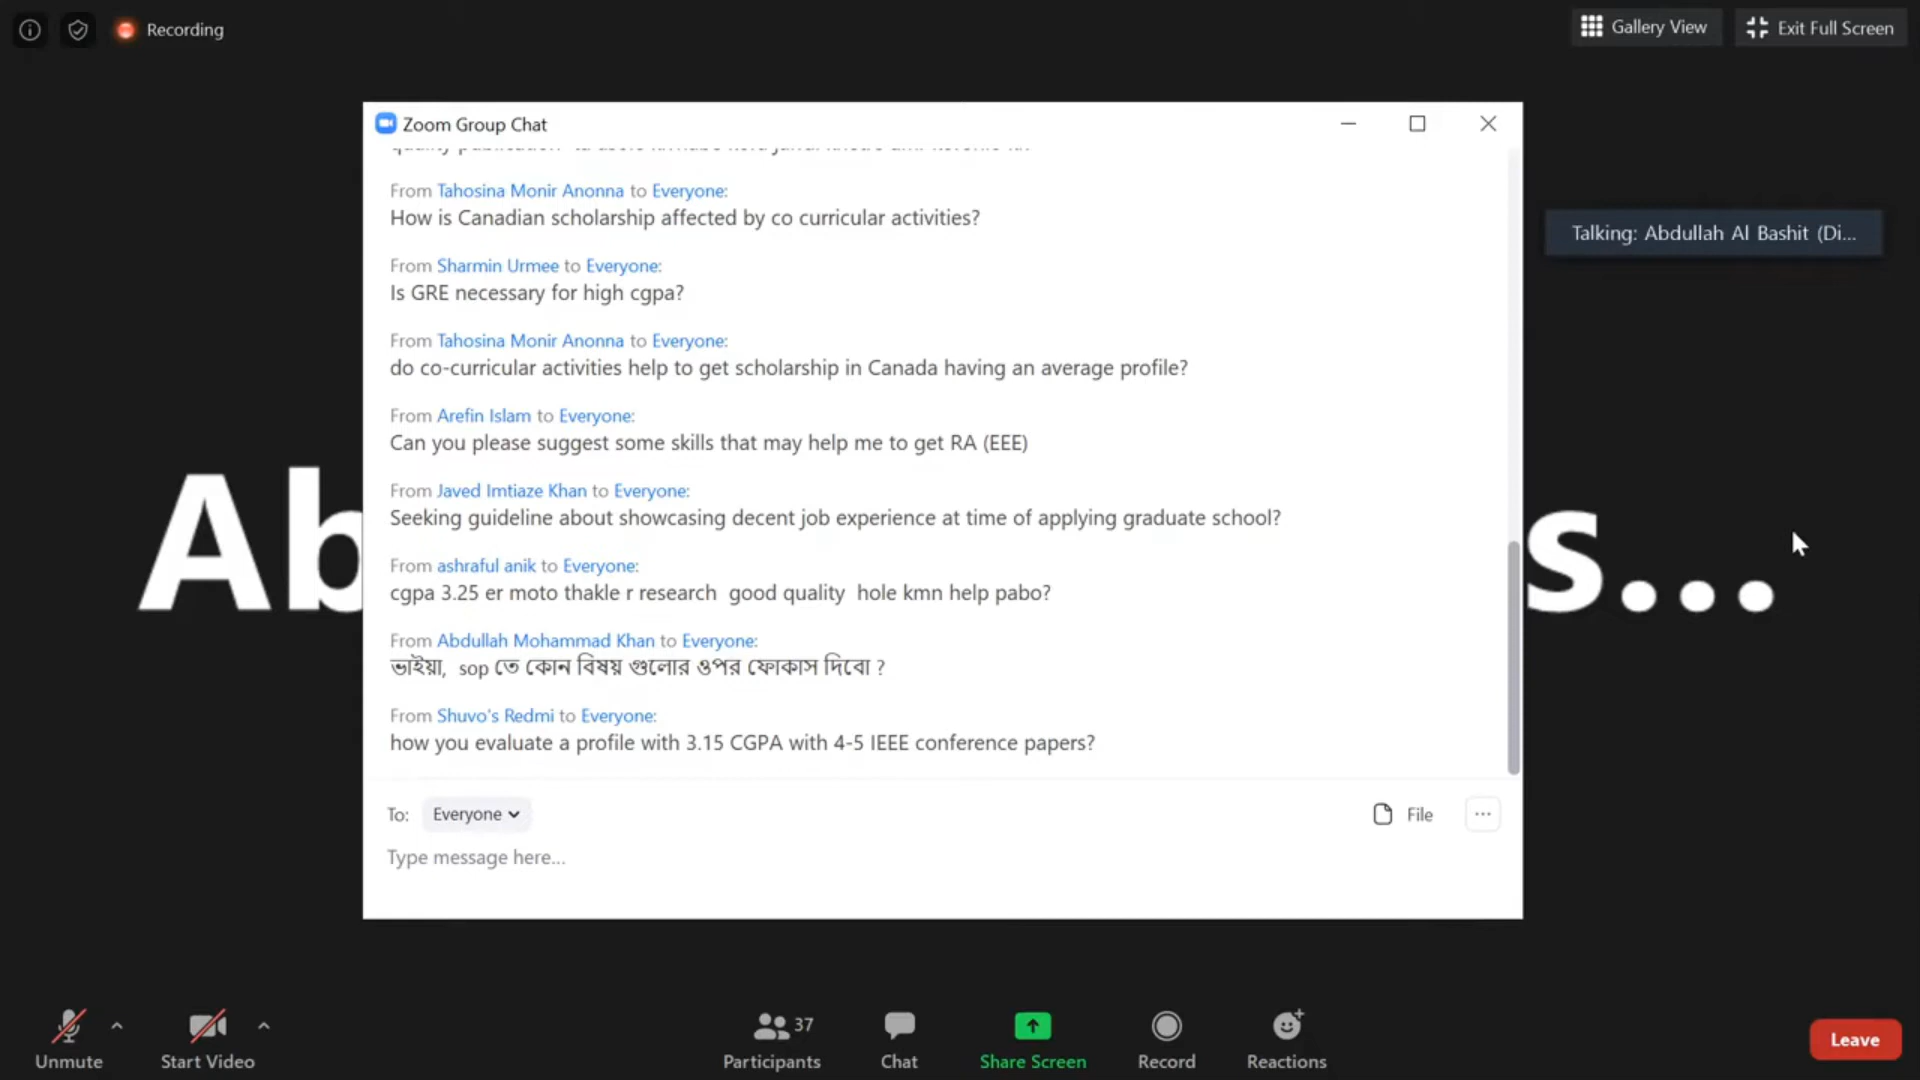 Recording
Gallery View
Exit Full Screen
Zoom Group Chat
From Tahosina Monir Anonna to Everyone:
How is Canadian scholarship affected by co curricular activities?
Talking: Abdullah Al Bashit (Di...
From Sharmin Urmee to Everyone:
Is GRE necessary for high cgpa?
From Tahosina Monir Anonna to Everyone:
do co-curricular activities help to get scholarship in Canada having an average profile?
From Arefin Islam to Everyone:
Can you please suggest some skills that may help me to get RA (EEE)
From Javed Imtiaze Khan to Everyone:
Seeking guideline about showcasing decent job experience at time of applying graduate school?
Ab
s...
From ashraful anik to Everyone:
cgpa 3.25 er moto thakle r research  good quality  hole kmn help pabo?
From Abdullah Mohammad Khan to Everyone:
ভাইয়া,  sop তে কোন বিষয় গুলোর ওপর ফোকাস দিবো ?
From Shuvo's Redmi to Everyone:
how you evaluate a profile with 3.15 CGPA with 4-5 IEEE conference papers?
To: Everyone
File
...
Type message here...
Unmute
Start Video
37
Participants
Chat
Share Screen
Record
Reactions
Leave